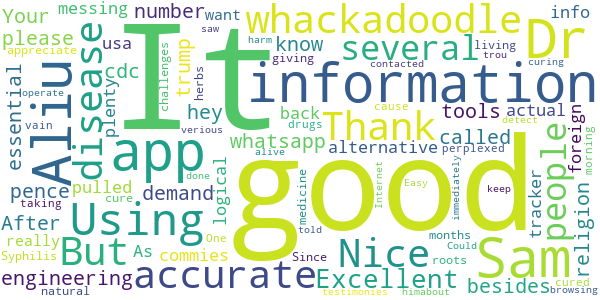 Your
messing
number
want
info
please
appreciate
usa
hey
know
saw
harm
living
giving
trou
whackadoodle
several
Dr
It
Aliu
disease
cdc
plenty
trump
challenges
herbs
information
contacted
curing
essential
operate
vain
app
Thank
cause
tools
actual
foreign
back
drugs
detect
morning
whatsapp
called
people
alternative
perplexed
verious
alive
pence
pulled
cure
demand
logical
good
medicine
Internet
Easy
keep
immediately
tracker
religion
Using
done
told
After
taking
really
commies
As
One
Since
months
Could
Sam
But
Nice
besides
roots
cured
Syphilis
engineering
accurate
Excellent
natural
testimonies
himabout
browsing